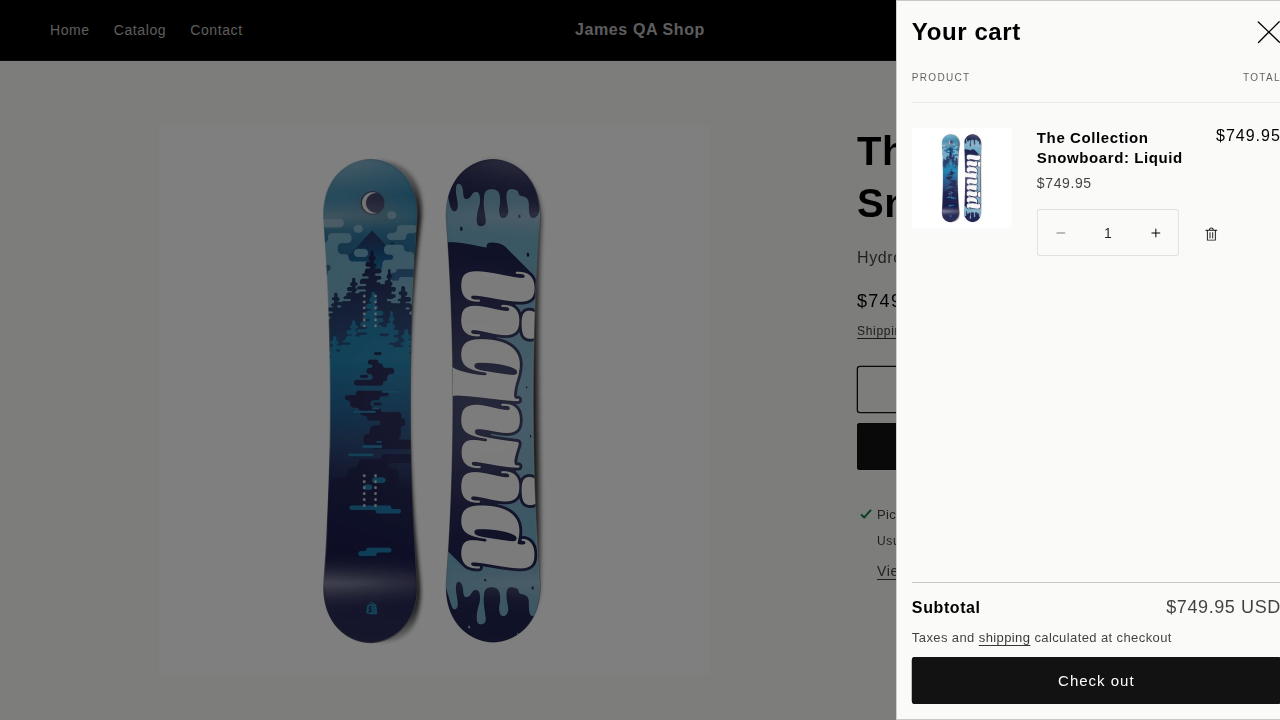 Home Catalog Contact
James QA Shop
Your cart
PRODUCT TOTAL
The Collection
Snowboard: Liquid
$749.95
$749.95
1
Subtotal $749.95 USD
Taxes and shipping calculated at checkout
Check out
liquid